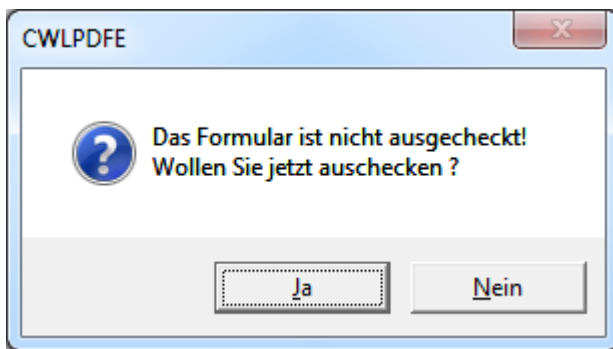 CWLPDFE
Das Formular ist nicht ausgecheckt!
Wollen Sie jetzt auschecken ?
Ja
Nein